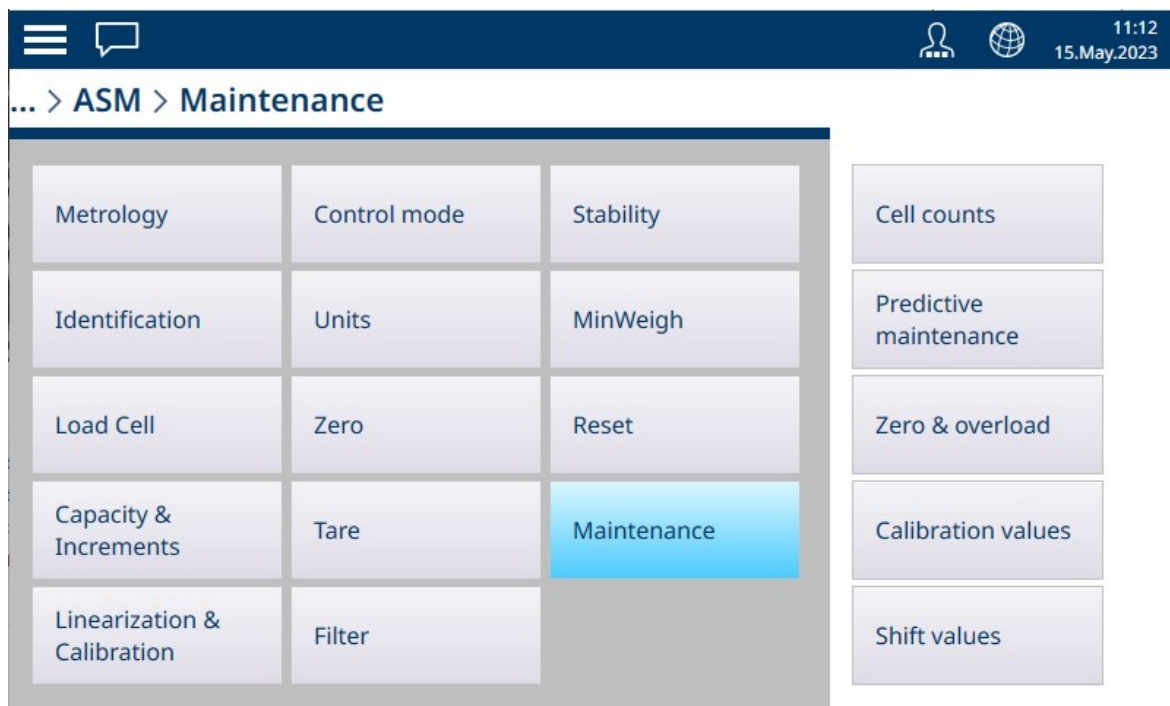 11:12
15.May.2023
... > ASM > Maintenance
Metrology
Control mode
Stability
Cell counts
Identification
Units
MinWeigh
Predictive
maintenance
Load Cell
Zero
Reset
Zero & overload
Capacity &
Increments
Tare
Maintenance
Calibration values
Linearization &
Calibration
Filter
Shift values